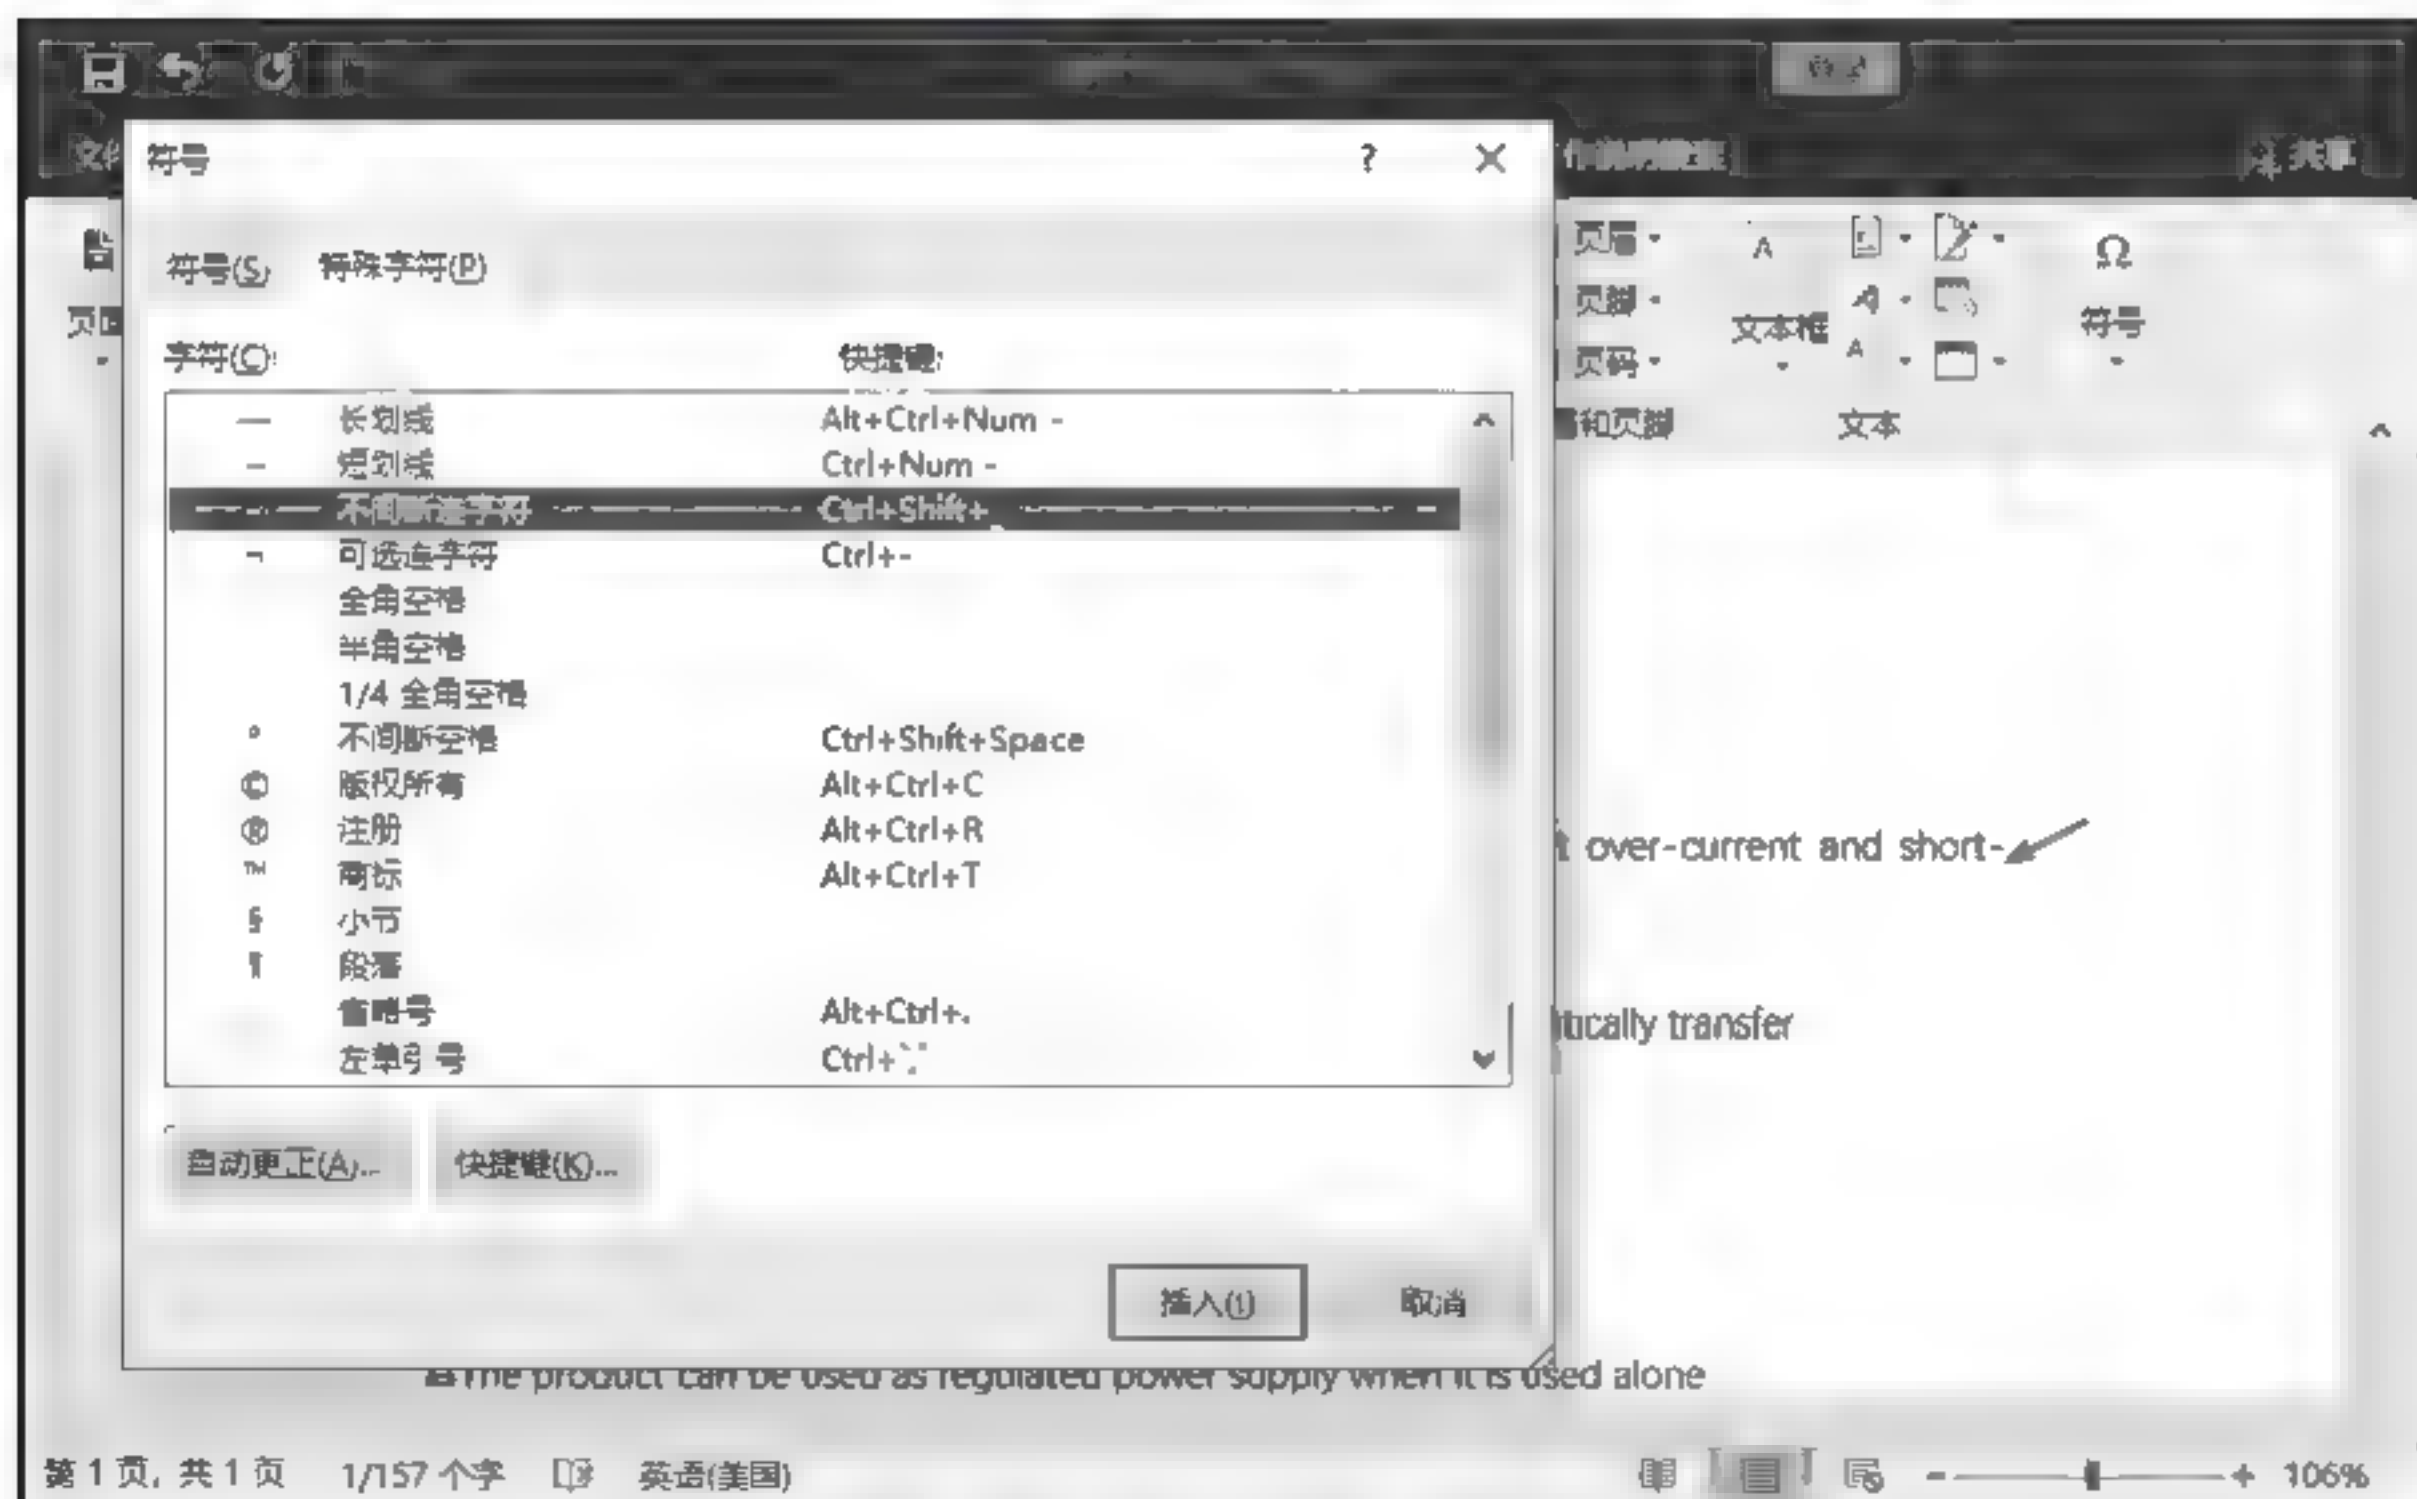 符号
?
共享
符号(S) 特殊字符(P)
字符(C): 快捷键:
— 长划线 Alt+Ctrl+Num -
– 短划线 Ctrl+Num -
- 不间断连字符 Ctrl+Shift+_
¬ 可选连字符 Ctrl+-
全角空格
半角空格
1/4 全角空格
° 不间断空格 Ctrl+Shift+Space
© 版权所有 Alt+Ctrl+C
® 注册 Alt+Ctrl+R
™ 商标 Alt+Ctrl+T
§ 小节
¶ 段落
省略号 Alt+Ctrl+.
左单引号
自动更正(A)... 快捷键(K)...
插入(I) 取消
页眉
页脚
页码
文本框
Ω
符号
和页脚
文本
over-current and short-
tically transfer
The product can be used as regulated power supply when it is used alone
第 1 页, 共 1 页 1/157 个字 英语(美国) 106%